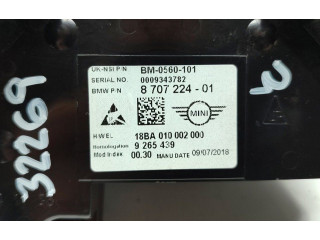 UK-NSI P/N BM-0560-101
SERIAL NO. 0009343782
BMW P/N 8 707 224 - 01
MINI
HWEL 18BA 010 002 000
Homologation 9 265 439
Mod Index 00.30 MANU DATE 09/07/2018
32269